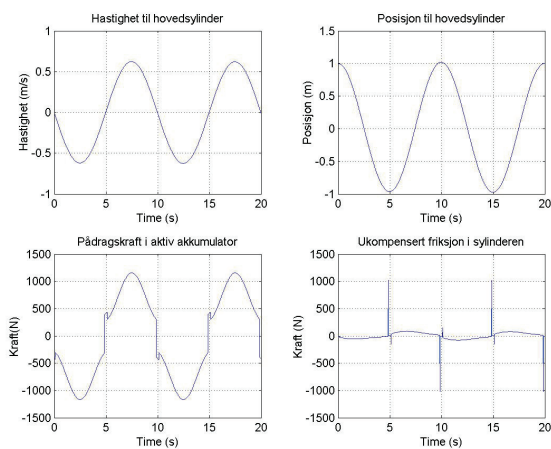 Hastighet til hovedsylinder
1
0.5
0
-0.5
-1
0 5 10 15 20
Hastighet (m/s)
Time (s)
Posisjon til hovedsylinder
1.5
1
0.5
0
-0.5
-1
0 5 10 15 20
Posisjon (m)
Time (s)
Pådragskraft i aktiv akkumulator
1500
1000
500
0
-500
-1000
-1500
0 5 10 15 20
Kraft(N)
Time (s)
Ukompensert friksjon i sylinderen
1500
1000
500
0
-500
-1000
-1500
0 5 10 15 20
Kraft (N)
Time (s)